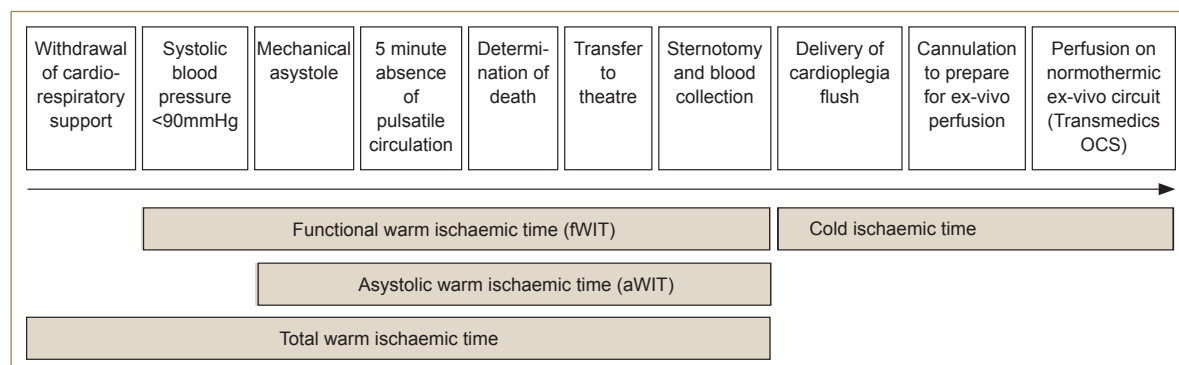 Withdrawal
of cardio-
respiratory
support
Systolic
blood
pressure
<90mmHg
Mechanical
asystole
5 minute
absence
of
pulsatile
circulation
Determi-
nation of
death
Transfer
to
theatre
Sternotomy
and blood
collection
Delivery of
cardioplegia
flush
Cannulation
to prepare
for ex-vivo
perfusion
Perfusion on
normothermic
ex-vivo circuit
(Transmedics
OCS)
Functional warm ischaemic time (fWIT)
Cold ischaemic time
Asystolic warm ischaemic time (aWIT)
Total warm ischaemic time